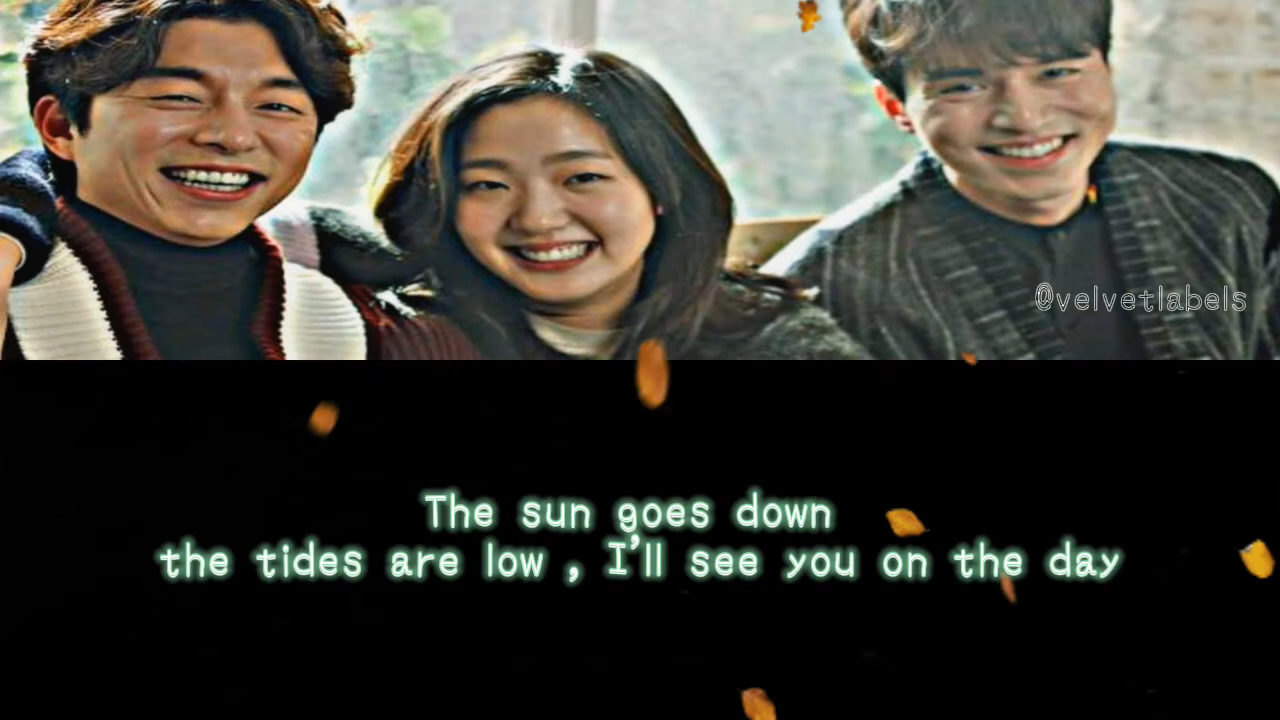 @velvetlabels
The sun goes down
the tides are low , I'll see you on the day